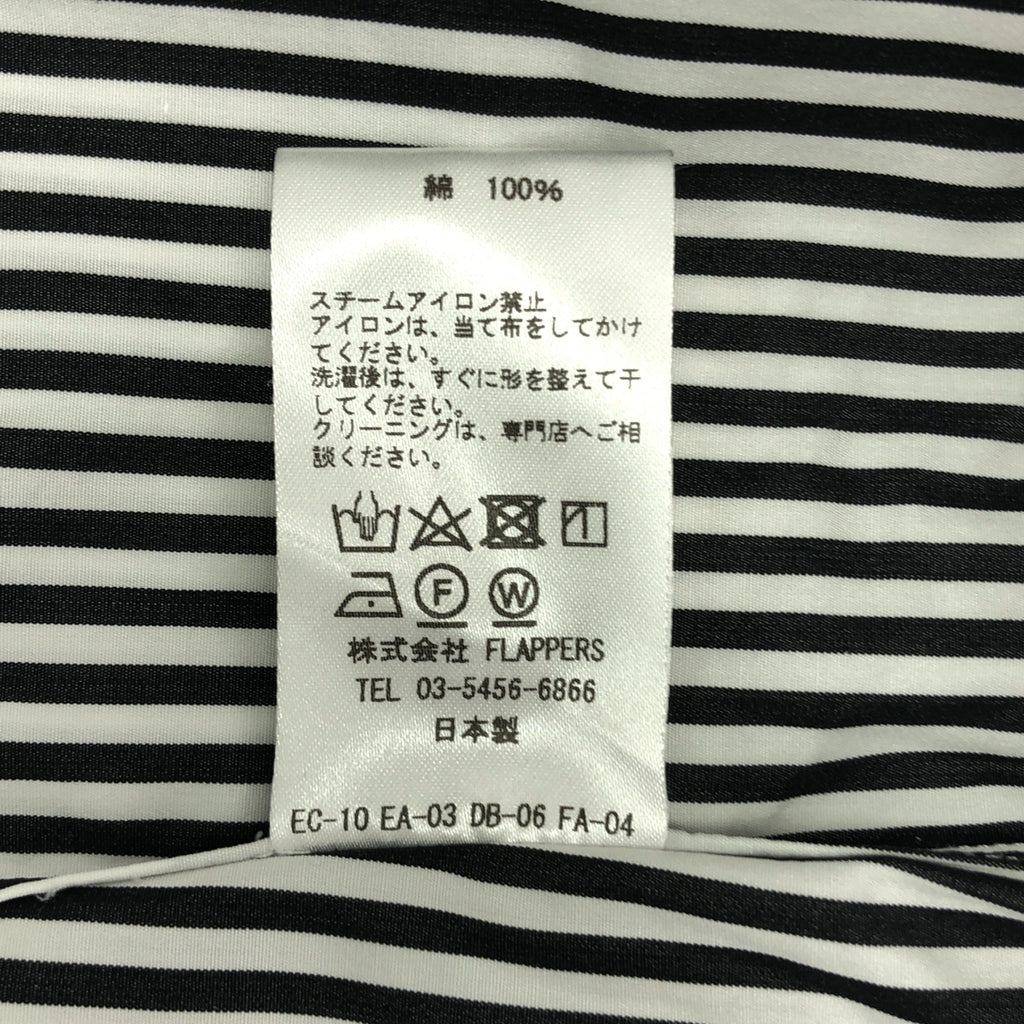 綿 100%
スチームアイロン禁止
アイロンは、当て布をしてかけ
てください。
洗濯後は、すぐに形を整えて干
してください。
クリーニングは、専門店へご相
談ください。
F W
株式会社 FLAPPERS
TEL 03-5456-6866
日本製
EC-10 EA-03 DB-06 FA-04